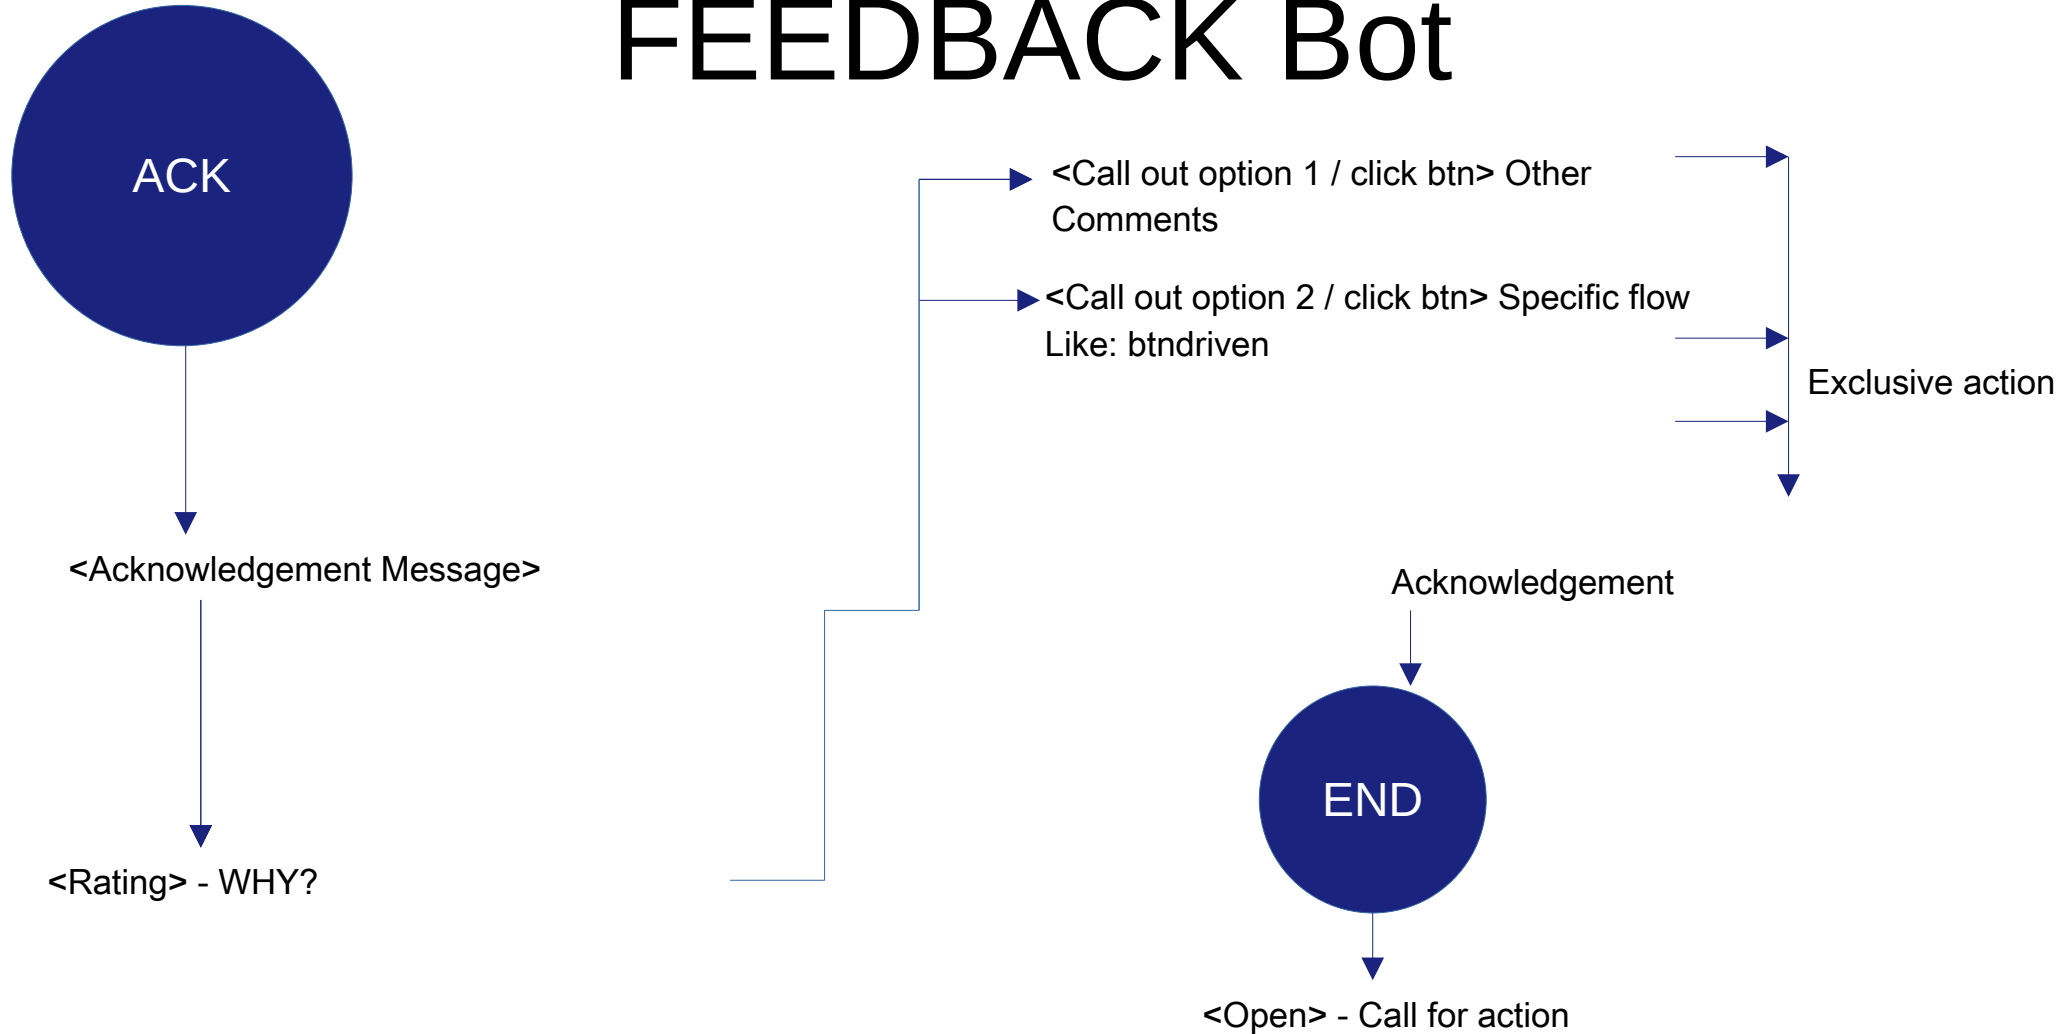 FEEDBACK Bot
ACK
<Call out option 1 / click btn> Other
Comments
<Call out option 2 / click btn> Specific flow
Like: btndriven
Exclusive action
<Acknowledgement Message>
Acknowledgement
END
<Rating> - WHY?
<Open> - Call for action